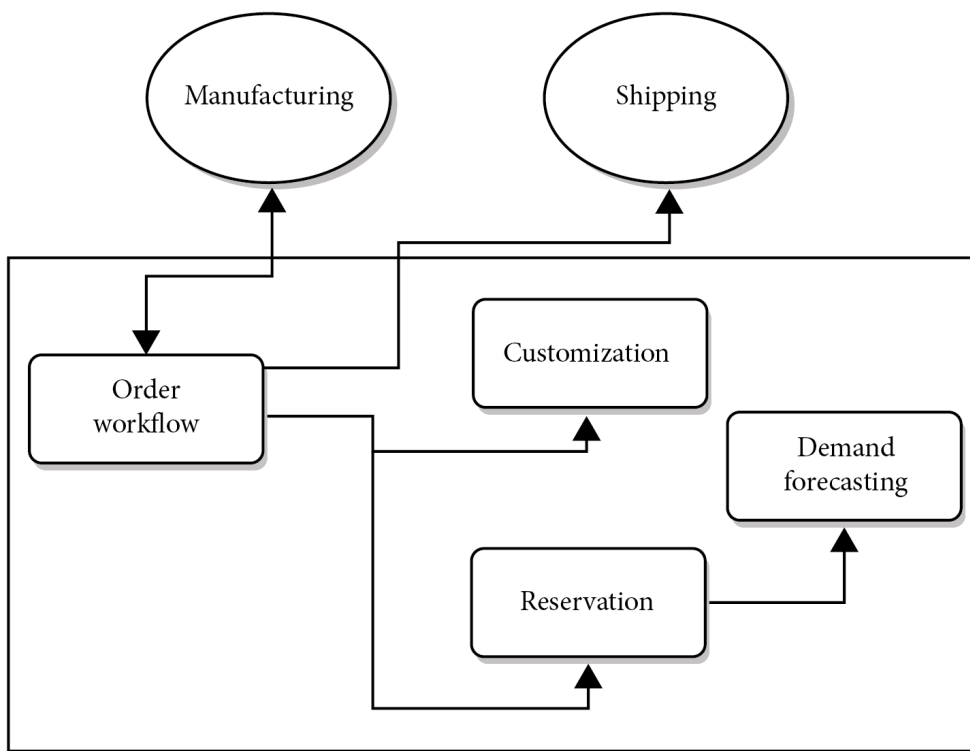 Manufacturing
Shipping
Order
workflow
Customization
Demand
forecasting
Reservation